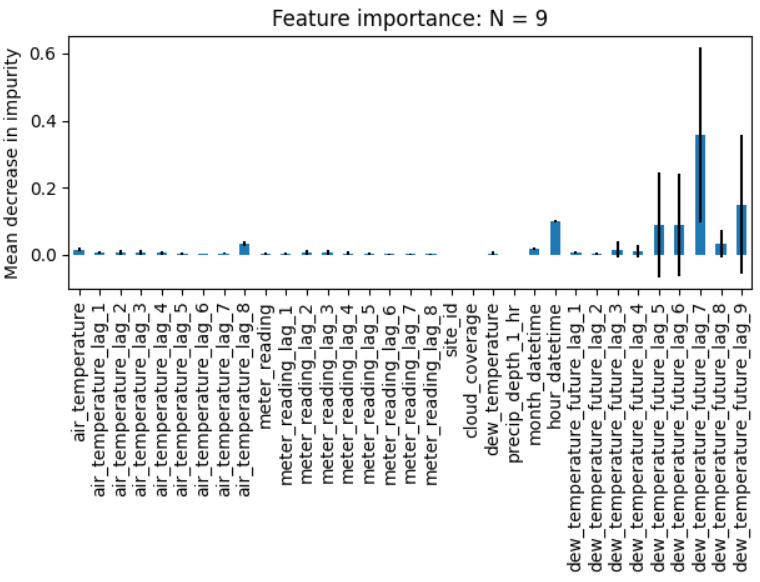 Feature importance: N = 9
Mean decrease in impurity
0.6
0.4
0.2
0.0
air_temperature
air_temperature_lag_1
air_temperature_lag_2
air_temperature_lag_3
air_temperature_lag_4
air_temperature_lag_5
air_temperature_lag_6
air_temperature_lag_7
air_temperature_lag_8
meter_reading
meter_reading_lag_1
meter_reading_lag_2
meter_reading_lag_3
meter_reading_lag_4
meter_reading_lag_5
meter_reading_lag_6
meter_reading_lag_7
meter_reading_lag_8
site_id
cloud_coverage
dew_temperature
precip_depth_1_hr
month_datetime
hour_datetime
dew_temperature_future_lag_1
dew_temperature_future_lag_2
dew_temperature_future_lag_3
dew_temperature_future_lag_4
dew_temperature_future_lag_5
dew_temperature_future_lag_6
dew_temperature_future_lag_7
dew_temperature_future_lag_8
dew_temperature_future_lag_9